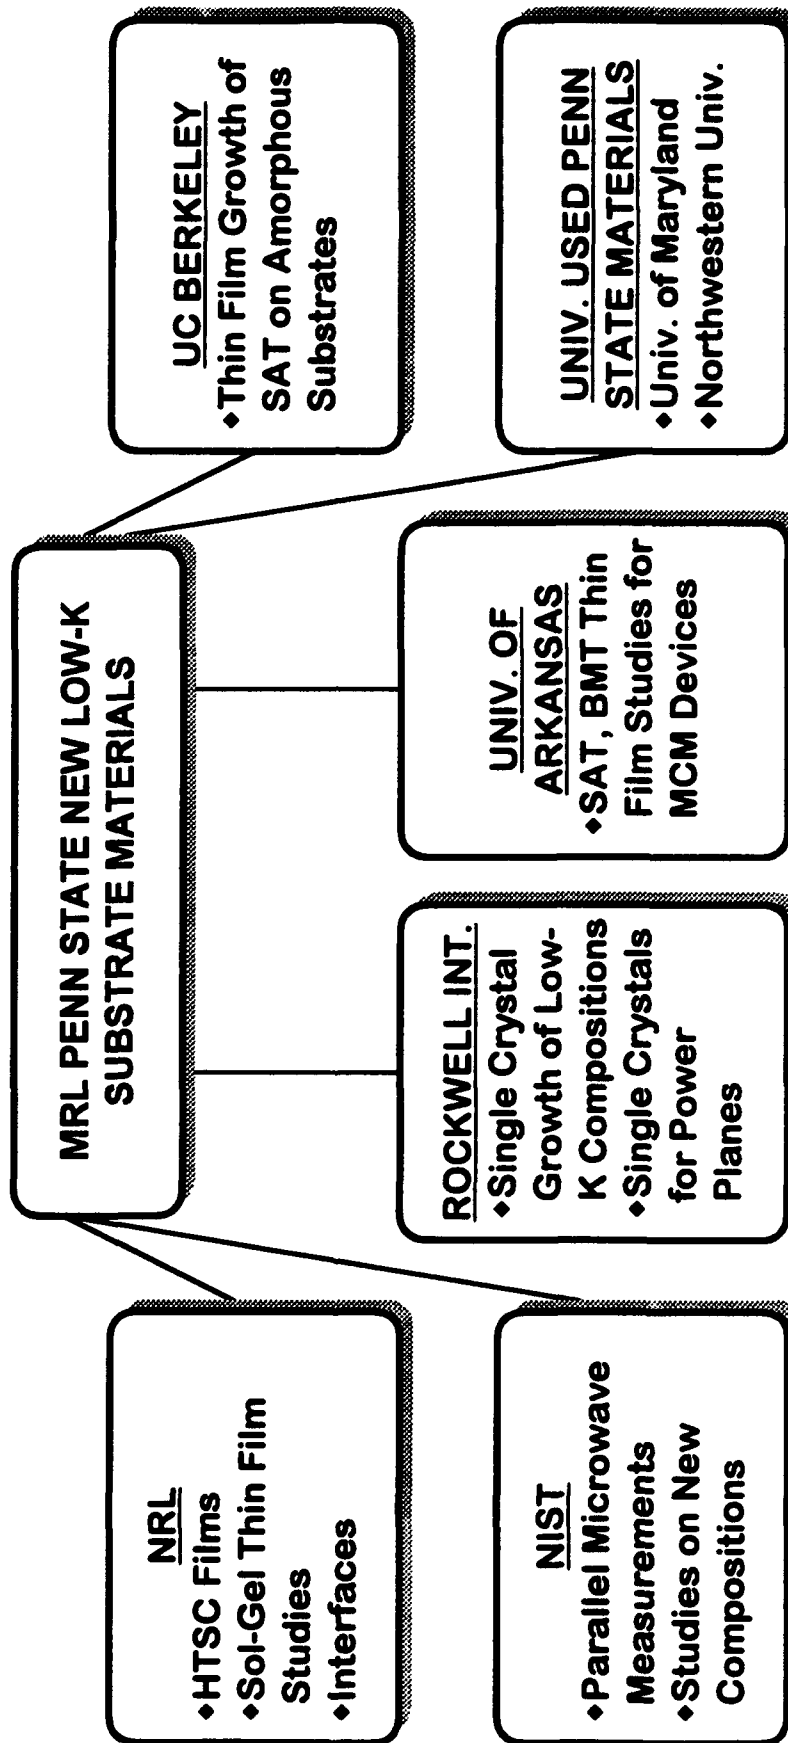 MRL PENN STATE NEW LOW-K
SUBSTRATE MATERIALS
NRL
◆HTSC Films
◆Sol-Gel Thin Film
Studies
◆Interfaces
UC BERKELEY
◆Thin Film Growth of
SAT on Amorphous
Substrates
NIST
◆Parallel Microwave
Measurements
◆Studies on New
Compositions
ROCKWELL INT.
◆Single Crystal
Growth of Low-
K Compositions
◆Single Crystals
for Power
Planes
UNIV. OF
ARKANSAS
◆SAT, BMT Thin
Film Studies for
MCM Devices
UNIV. USED PENN
STATE MATERIALS
◆Univ. of Maryland
◆Northwestern Univ.